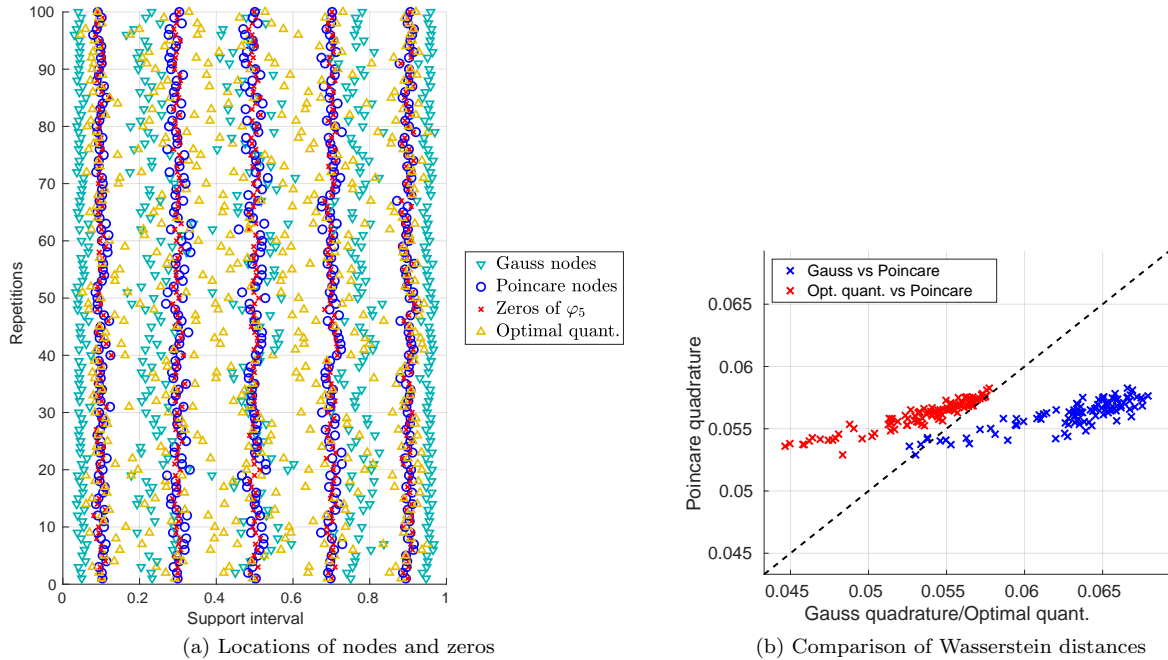 100
90
80
70
60
50
40
30
20
10
0
Repetitions
0 0.2 0.4 0.6 0.8 1
Support interval
Gauss nodes
Poincare nodes
Zeros of φ₅
Optimal quant.
(a) Locations of nodes and zeros
Gauss vs Poincare
Opt. quant. vs Poincare
0.065
0.06
0.055
0.05
0.045
Poincare quadrature
0.045 0.05 0.055 0.06 0.065
Gauss quadrature/Optimal quant.
(b) Comparison of Wasserstein distances